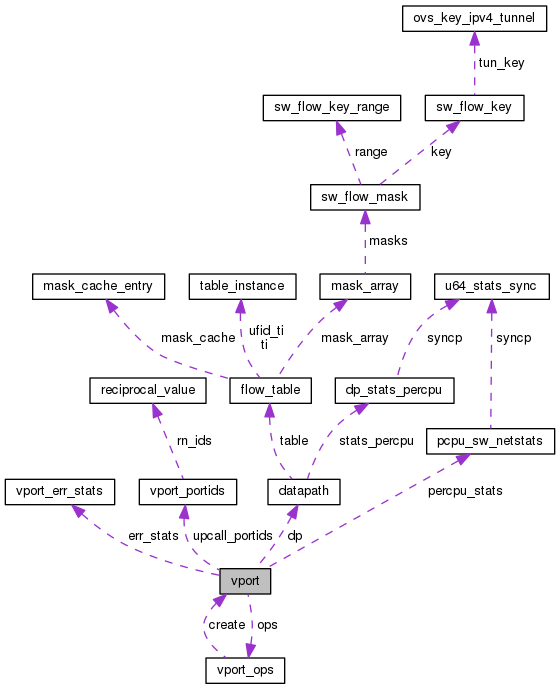 ovs_key_ipv4_tunnel
tun_key
sw_flow_key_range
sw_flow_key
range
key
sw_flow_mask
masks
mask_cache_entry
table_instance
mask_array
u64_stats_sync
mask_cache
ufid_ti
ti
mask_array
syncp
syncp
reciprocal_value
flow_table
dp_stats_percpu
rn_ids
table
stats_percpu
pcpu_sw_netstats
vport_err_stats
vport_portids
datapath
percpu_stats
err_stats
upcall_portids
dp
vport
create
ops
vport_ops